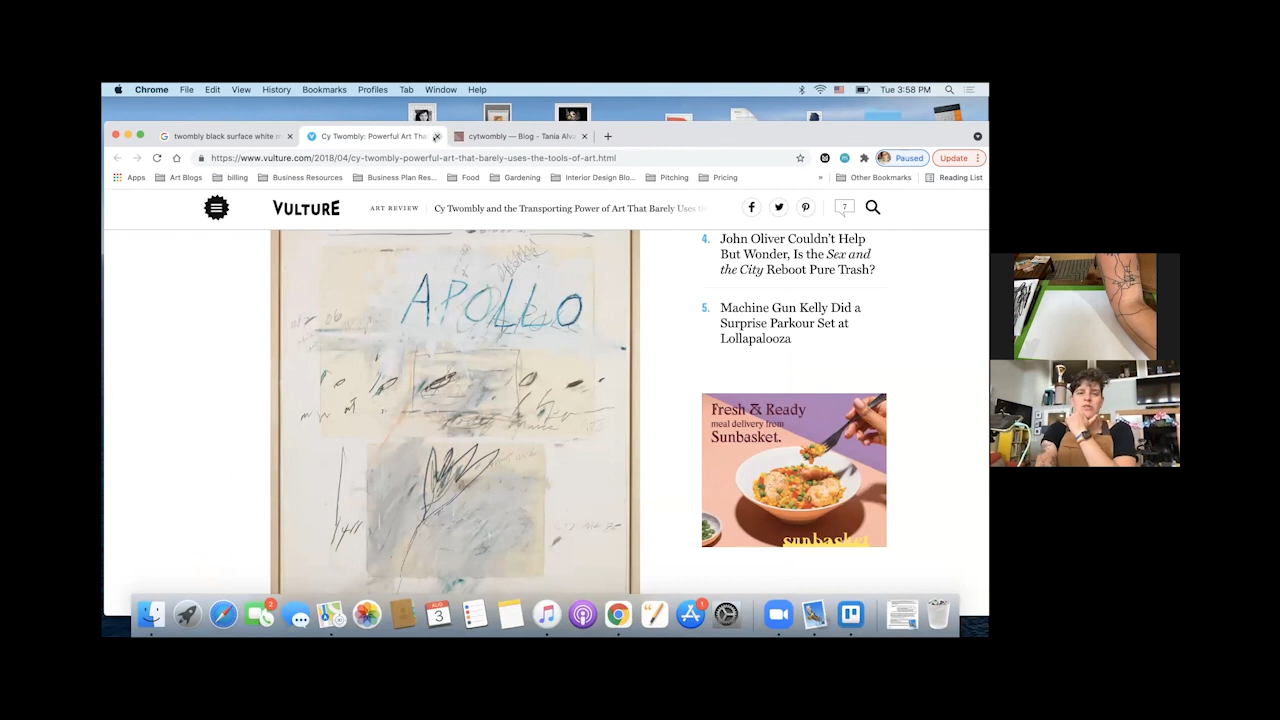 Chrome File Edit View History Bookmarks Profiles Tab Window Help Tue 3:58 PM
twombly black surface white m
Cy Twombly: Powerful Art Tha
cytwombly — Blog - Tania Alva
https://www.vulture.com/2018/04/cy-twombly-powerful-art-that-barely-uses-the-tools-of-art.html Paused Update
Apps Art Blogs billing Business Resources Business Plan Res... Food Gardening Interior Design Blo... Pitching Pricing » Other Bookmarks Reading List
VULTURE ART REVIEW Cy Twombly and the Transporting Power of Art That Barely Uses 7
4. John Oliver Couldn't Help
But Wonder, Is the Sex and
the City Reboot Pure Trash?
APOLLO
5. Machine Gun Kelly Did a
Surprise Parkour Set at
Lollapalooza
Fresh & Ready
meal delivery from
Sunbasket.
sunbasket
2
AUG
3
1